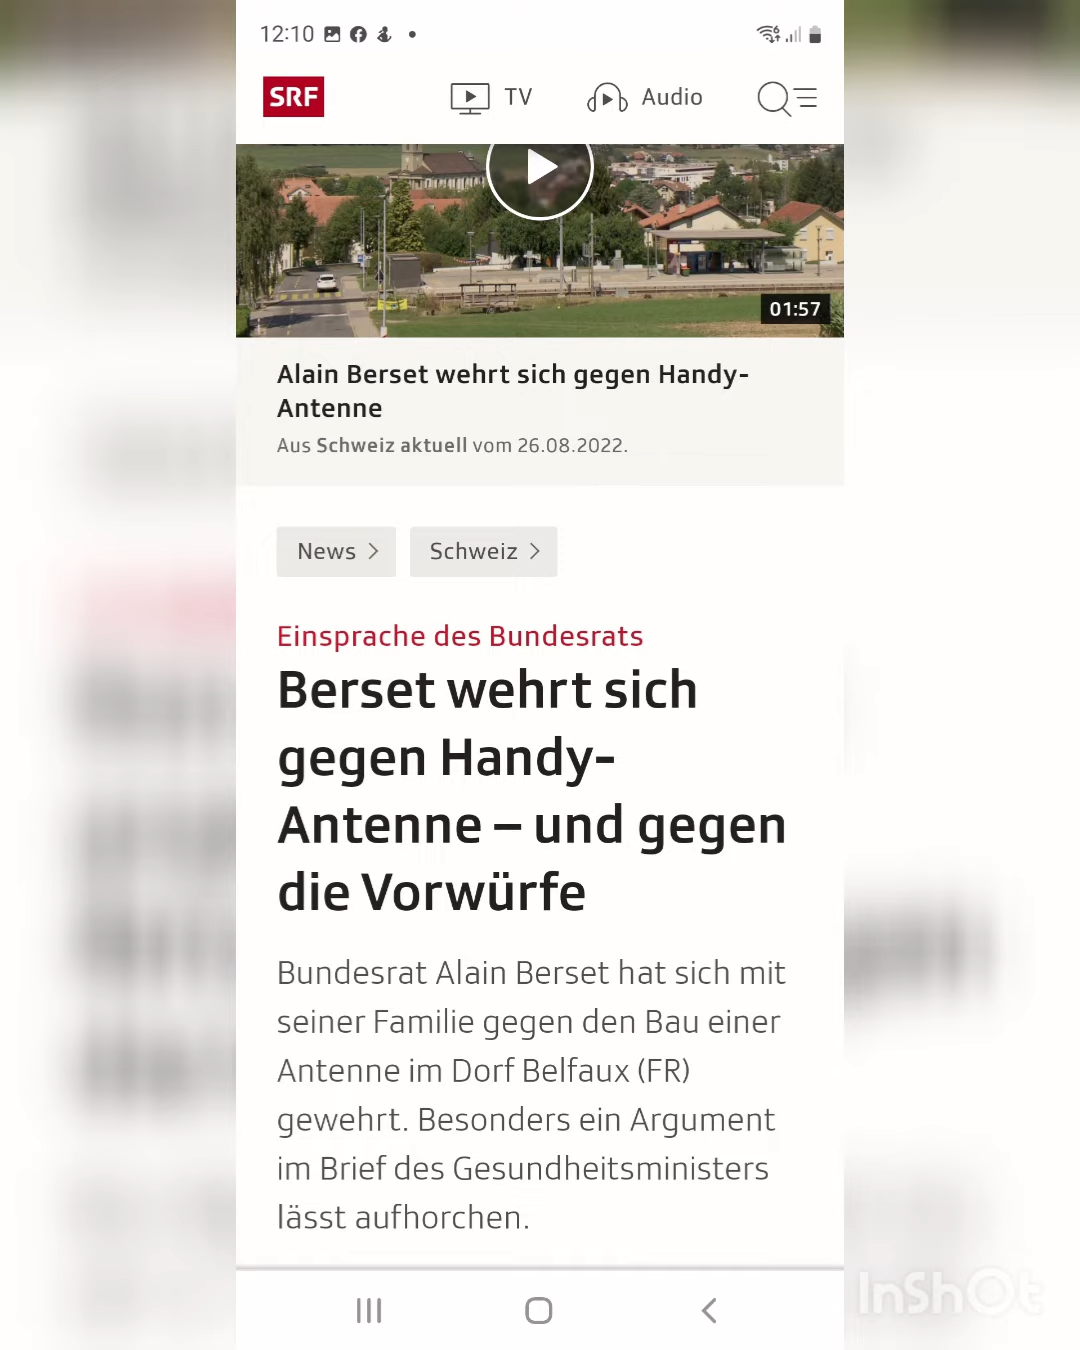 12:10
SRF
TV
Audio
01:57
Alain Berset wehrt sich gegen Handy-
Antenne
Aus Schweiz aktuell vom 26.08.2022.
News
Schweiz
Einsprache des Bundesrats
Berset wehrt sich
gegen Handy-
Antenne – und gegen
die Vorwürfe
Bundesrat Alain Berset hat sich mit
seiner Familie gegen den Bau einer
Antenne im Dorf Belfaux (FR)
gewehrt. Besonders ein Argument
im Brief des Gesundheitsministers
lässt aufhorchen.
InShOt